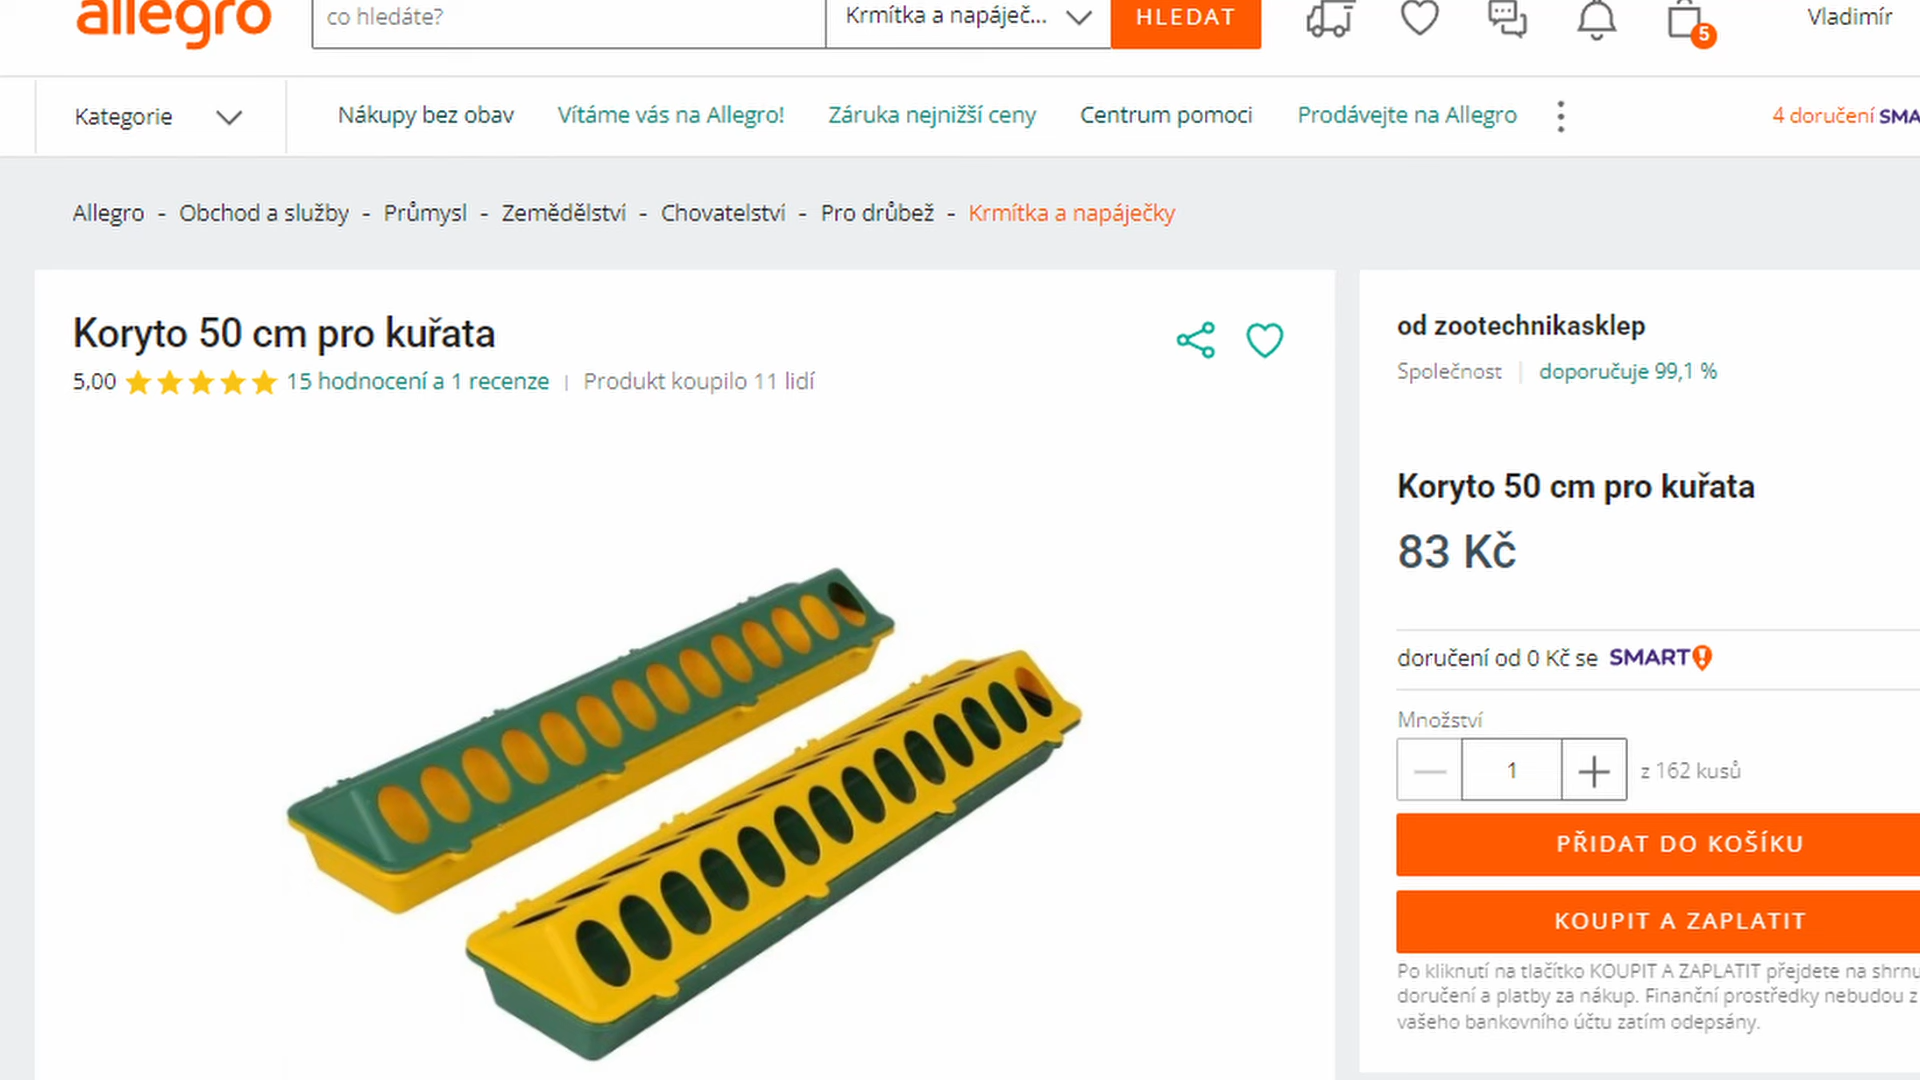 allegro
co hledáte?
Krmítka a napáječ...
HLEDAT
5
Vladimír
Kategorie
Nákupy bez obav
Vítáme vás na Allegro!
Záruka nejnižší ceny
Centrum pomoci
Prodávejte na Allegro
4 doručení SMA
Allegro - Obchod a služby - Průmysl - Zemědělství - Chovatelství - Pro drůbež - Krmítka a napáječky
Koryto 50 cm pro kuřata
5,00 15 hodnocení a 1 recenze | Produkt koupilo 11 lidí
od zootechnikasklep
Společnost | doporučuje 99,1 %
Koryto 50 cm pro kuřata
83 Kč
doručení od 0 Kč se SMART!
Množství
1
z 162 kusů
PŘIDAT DO KOŠÍKU
KOUPIT A ZAPLATIT
Po kliknutí na tlačítko KOUPIT A ZAPLATIT přejdete na shrnu
doručení a platby za nákup. Finanční prostředky nebudou z
vašeho bankovního účtu zatím odepsány.